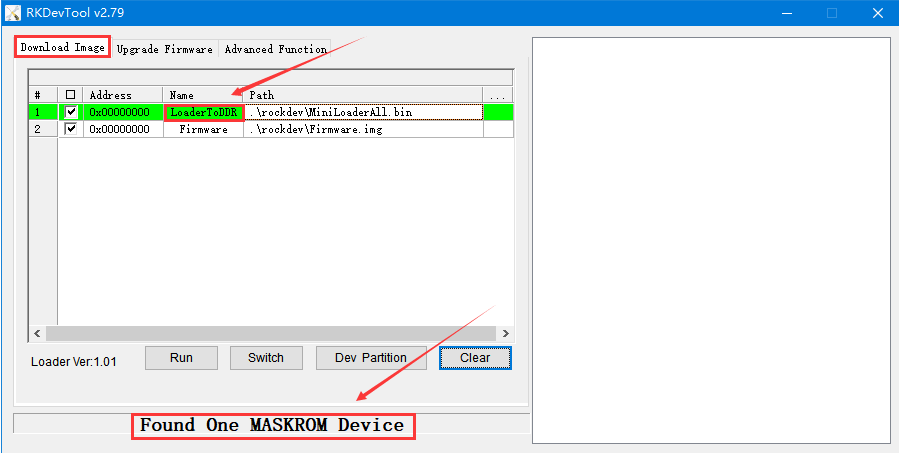 RKDevTool v2.79
Download Image Upgrade Firmware Advanced Function
# Address Name Path ...
1 0x00000000 LoaderToDDR .\rockdev\MiniLoaderAll.bin
2 0x00000000 Firmware .\rockdev\Firmware.img
Loader Ver:1.01 Run Switch Dev Partition Clear
Found One MASKROM Device